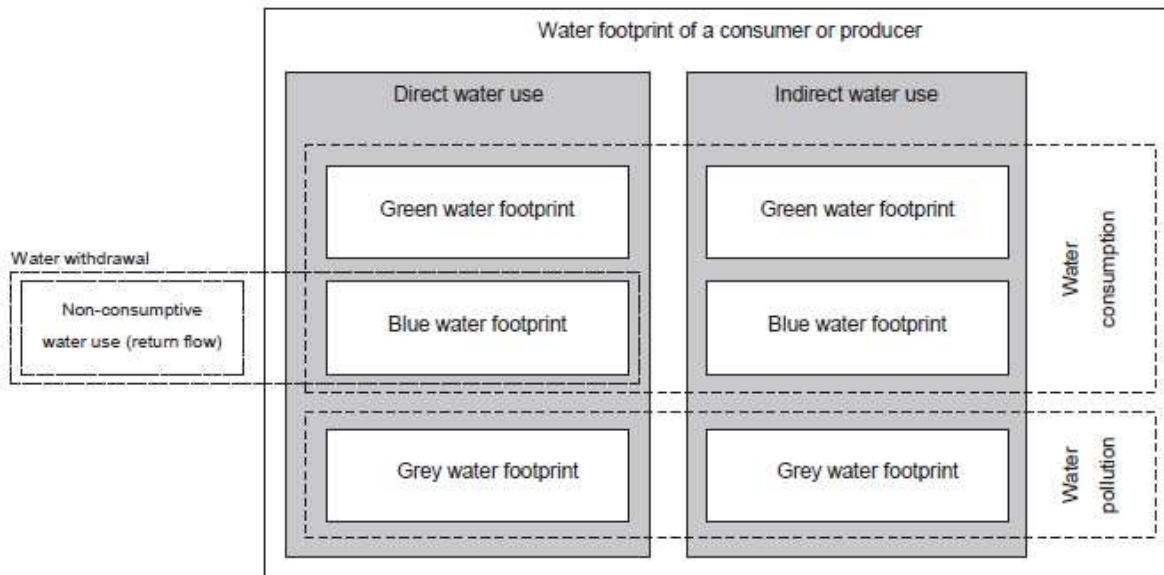 Water footprint of a consumer or producer
Direct water use
Indirect water use
Green water footprint
Green water footprint
Water withdrawal
Non-consumptive
water use (return flow)
Blue water footprint
Blue water footprint
Water
consumption
Grey water footprint
Grey water footprint
Water
pollution